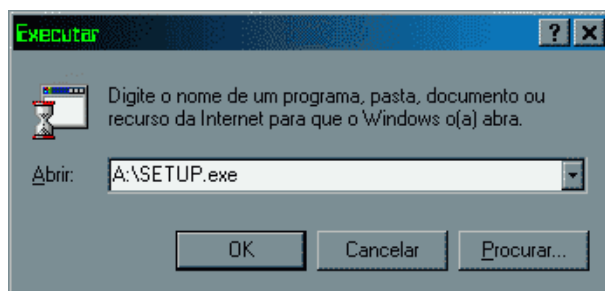 Executar
?
Digite o nome de um programa, pasta, documento ou
recurso da Internet para que o Windows o(a) abra.
Abrir: A:\SETUP.exe
OK Cancelar Procurar...